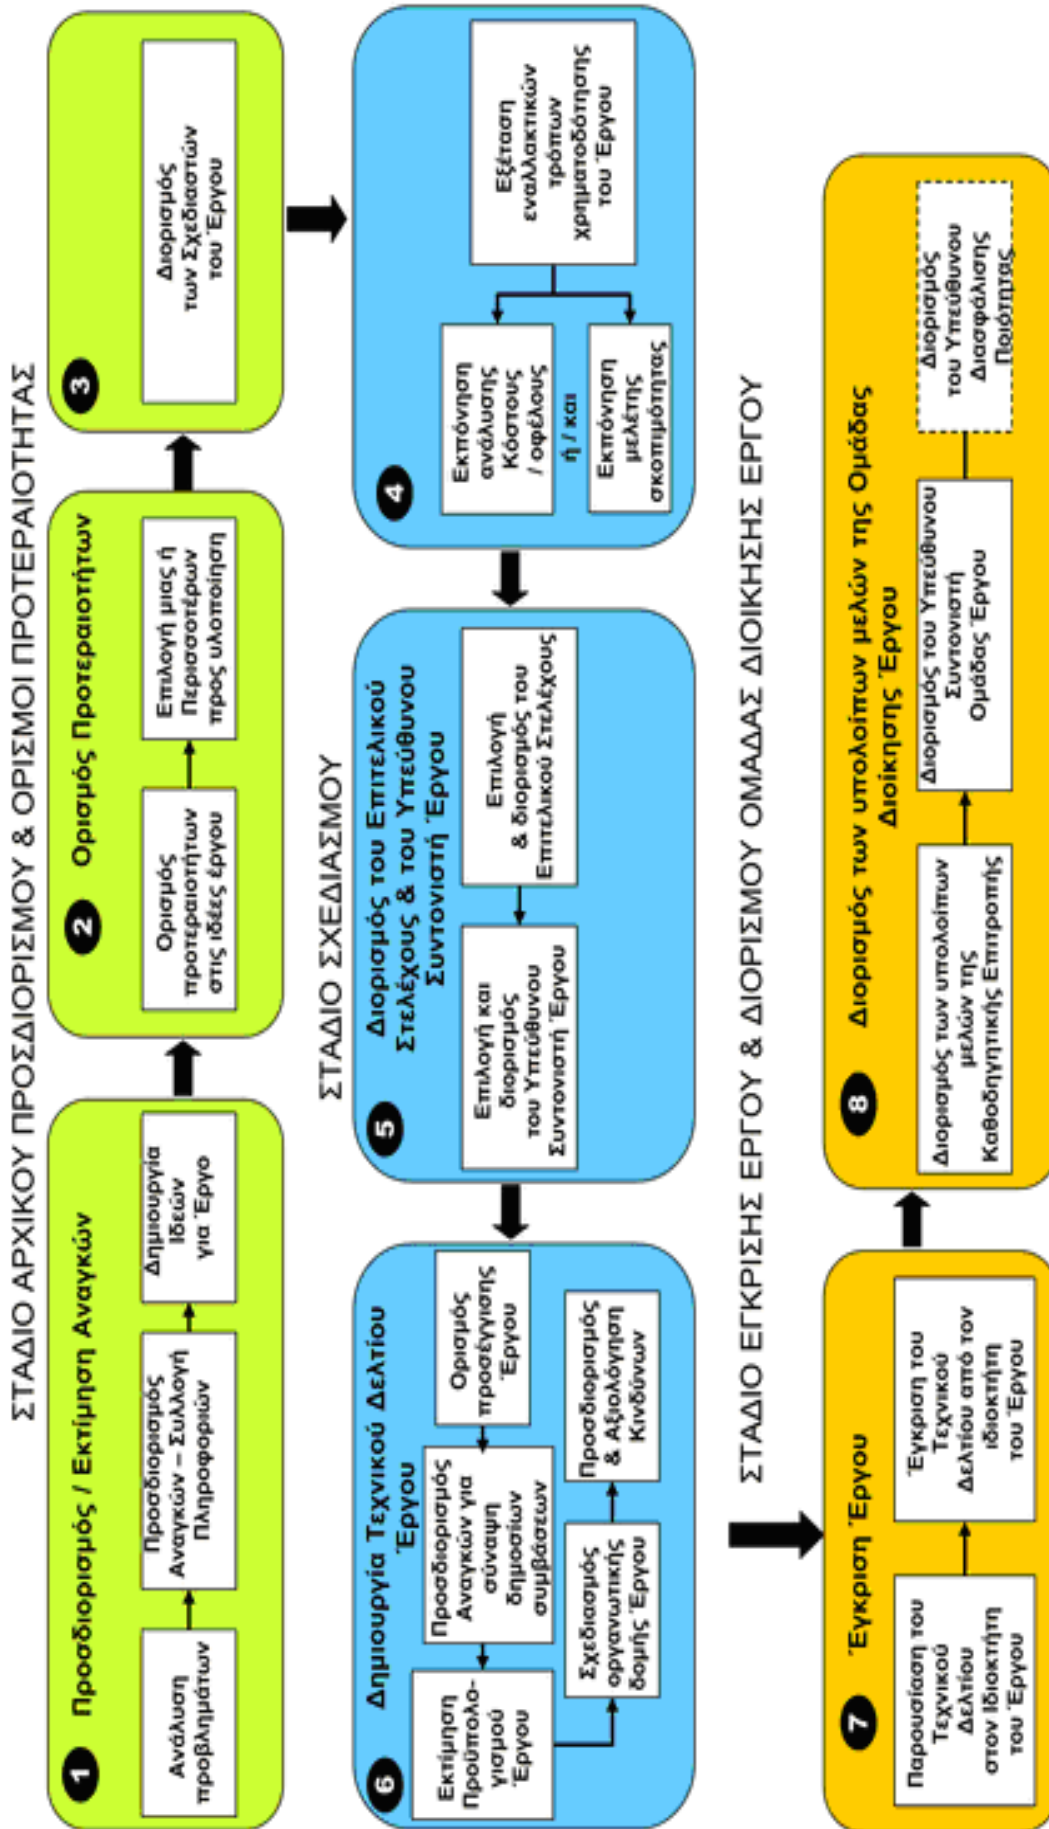 ΣΤΑΔΙΟ ΑΡΧΙΚΟΥ ΠΡΟΣΔΙΟΡΙΣΜΟΥ & ΟΡΙΣΜΟΙ ΠΡΟΤΕΡΑΙΟΤΗΤΑΣ
1
Προσδιορισμός / Εκτίμηση Αναγκών
Ανάλυση
προβλημάτων
Προσδιορισμός
Αναγκών – Συλλογή
Πληροφοριών
Δημιουργία
Ιδεών
για Έργο
2
Ορισμός Προτεραιοτήτων
Ορισμός
προτεραιοτήτων
στις ιδέες έργου
Επιλογή μιας ή
Περισσοτέρων
προς υλοποίηση
3
Διορισμός
των Σχεδιαστών
του Έργου
ΣΤΑΔΙΟ ΣΧΕΔΙΑΣΜΟΥ
4
Εξέταση
εναλλακτικών
τρόπων
χρηματοδότησης
του Έργου
Εκπόνηση
ανάλυσης
Κόστους
/ οφέλους
ή / και
Εκπόνηση
μελέτης
σκοπιμότητας
5
Διορισμός του Επιτελικού
Στελέχους & του Υπεύθυνου
Συντονιστή Έργου
Επιλογή
& διορισμός του
Επιτελικού Στελέχους
Επιλογή και
διορισμός
του Υπεύθυνου
Συντονιστή Έργου
6
Δημιουργία Τεχνικού Δελτίου
Έργου
Ορισμός
προσέγγισης
Έργου
Προσδιορισμός
Αναγκών για
σύναψη
δημοσίων
συμβάσεων
Εκτίμηση
Προϋπολο-
γισμού
Έργου
Σχεδιασμός
οργανωτικής
δομής Έργου
Προσδιορισμός
& Αξιολόγηση
Κινδύνων
ΣΤΑΔΙΟ ΕΓΚΡΙΣΗΣ ΕΡΓΟΥ & ΔΙΟΡΙΣΜΟΥ ΟΜΑΔΑΣ ΔΙΟΙΚΗΣΗΣ ΕΡΓΟΥ
7
Έγκριση Έργου
Παρουσίαση του
Τεχνικού
Δελτίου
στον Ιδιοκτήτη
του Έργου
Έγκριση του
Τεχνικού
Δελτίου από τον
ιδιοκτήτη
του Έργου
8
Διορισμός των υπολοίπων μελών της Ομάδας
Διοίκησης Έργου
Διορισμός των υπολοίπων
μελών της
Καθοδηγητικής Επιτροπής
Διορισμός του Υπεύθυνου
Συντονιστή
Ομάδας Έργου
Διορισμός
του Υπεύθυνου
Διασφάλισης
Ποιότητας